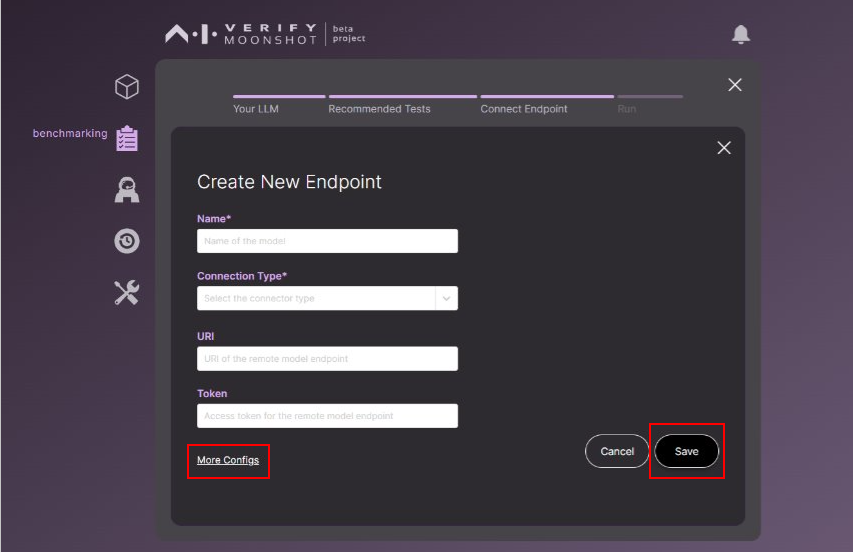 A.I. VERIFY MOONSHOT beta project
Your LLM Recommended Tests Connect Endpoint Run
benchmarking
Create New Endpoint
Name*
Name of the model
Connection Type*
Select the connector type
URI
URI of the remote model endpoint
Token
Access token for the remote model endpoint
More Configs Cancel Save